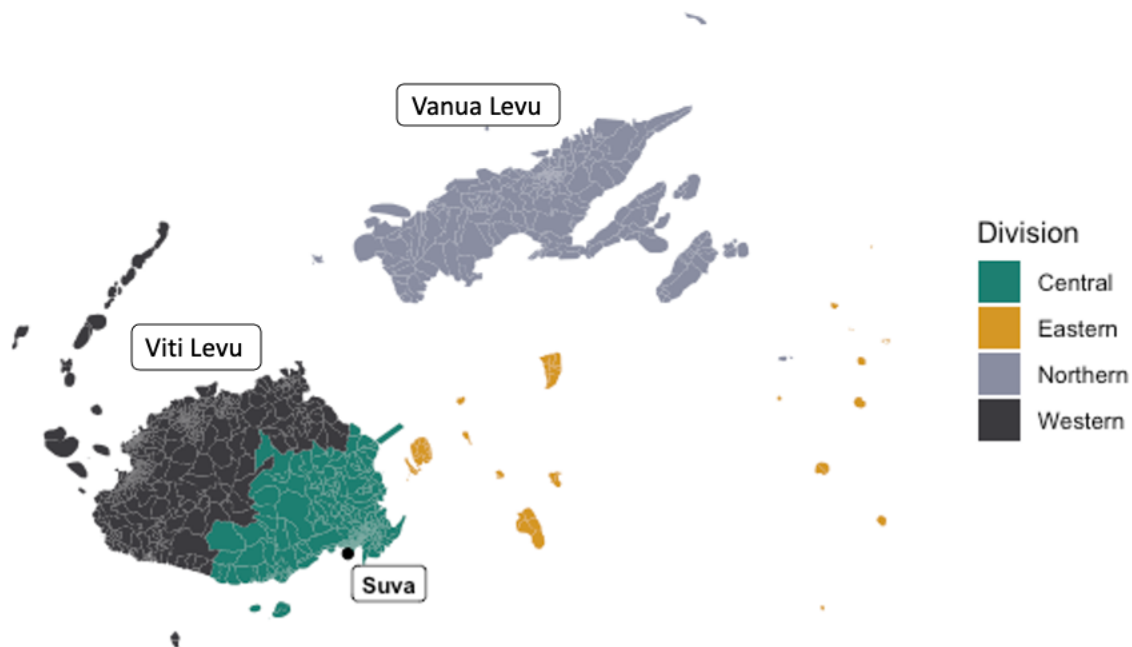 Vanua Levu
Viti Levu
Suva
Division
Central
Eastern
Northern
Western